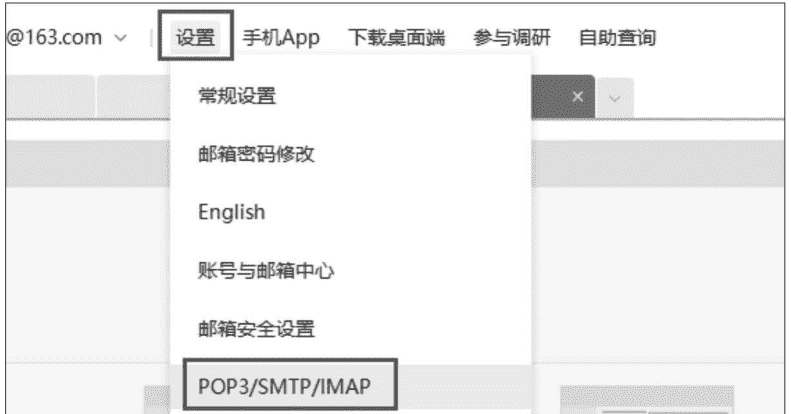 @163.com 设置 手机App 下载桌面端 参与调研 自助查询
常规设置
邮箱密码修改
English
账号与邮箱中心
邮箱安全设置
POP3/SMTP/IMAP